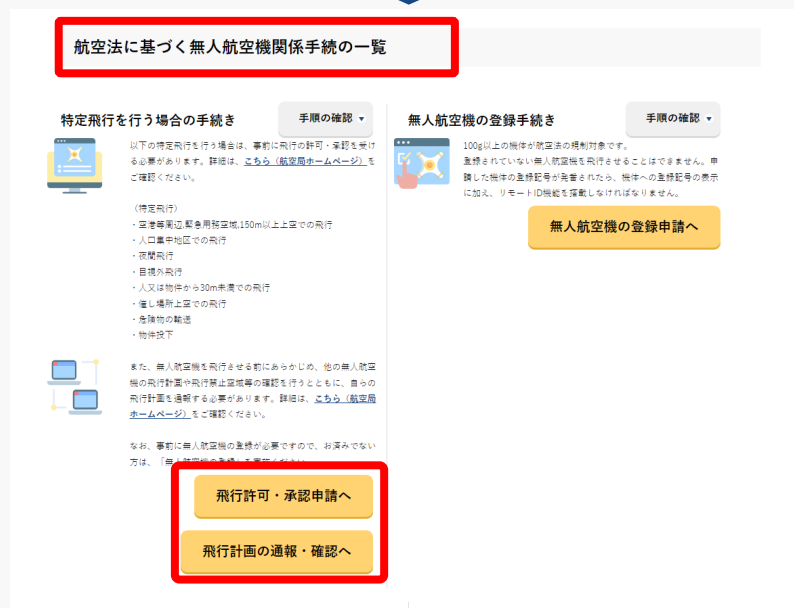 航空法に基づく無人航空機関係手続の一覧
特定飛行を行う場合の手続き
手順の確認
以下の特定飛行を行う場合は、事前に飛行の許可・承認を受け
る必要があります。詳細は、こちら（航空局ホームページ）を
ご確認ください。
（特定飛行）
・空港等周辺,緊急用務空域,150m以上上空での飛行
・人口集中地区での飛行
・夜間飛行
・目視外飛行
・人又は物件から30m未満での飛行
・催し場所上空での飛行
・危険物の輸送
・物件投下
また、無人航空機を飛行させる前にあらかじめ、他の無人航空
機の飛行計画や飛行禁止空域等の確認を行うとともに、自らの
飛行計画を通報する必要があります。詳細は、こちら（航空局
ホームページ）をご確認ください。
なお、事前に無人航空機の登録が必要ですので、お済みでない
方は、「無人航空機の登録」を実施ください。
飛行許可・承認申請へ
飛行計画の通報・確認へ
無人航空機の登録手続き
手順の確認
100g以上の機体が航空法の規制対象です。
登録されていない無人航空機を飛行させることはできません。申
請した機体の登録記号が発番されたら、機体への登録記号の表示
に加え、リモートID機能を搭載しなければなりません。
無人航空機の登録申請へ